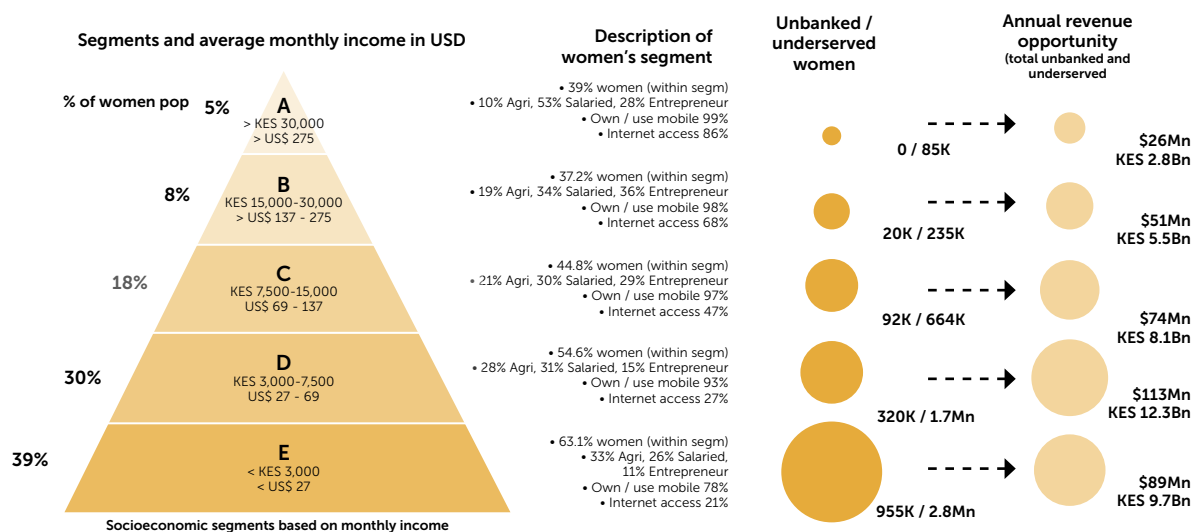 Segments and average monthly income in USD
Description of
women's segment
Unbanked /
underserved
women
Annual revenue
opportunity
(total unbanked and
underserved
% of women pop
5%
A
> KES 30,000
> US$ 275
• 39% women (within segm)
• 10% Agri, 53% Salaried, 28% Entrepreneur
• Own / use mobile 99%
• Internet access 86%
0 / 85K
$26Mn
KES 2.8Bn
8%
B
KES 15,000-30,000
> US$ 137 - 275
• 37.2% women (within segm)
• 19% Agri, 34% Salaried, 36% Entrepreneur
• Own / use mobile 98%
• Internet access 68%
20K / 235K
$51Mn
KES 5.5Bn
18%
C
KES 7,500-15,000
US$ 69 - 137
• 44.8% women (within segm)
• 21% Agri, 30% Salaried, 29% Entrepreneur
• Own / use mobile 97%
• Internet access 47%
92K / 664K
$74Mn
KES 8.1Bn
30%
D
KES 3,000-7,500
US$ 27 - 69
• 54.6% women (within segm)
• 28% Agri, 31% Salaried, 15% Entrepreneur
• Own / use mobile 93%
• Internet access 27%
320K / 1.7Mn
$113Mn
KES 12.3Bn
39%
E
< KES 3,000
< US$ 27
• 63.1% women (within segm)
• 33% Agri, 26% Salaried,
11% Entrepreneur
• Own / use mobile 78%
• Internet access 21%
955K / 2.8Mn
$89Mn
KES 9.7Bn
Socioeconomic segments based on monthly income